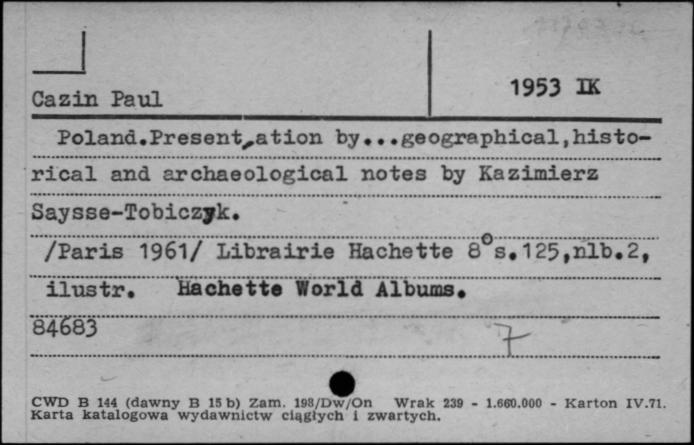 1953 IK
Cazin Paul
Poland.Present,ation by...geographical,histo-
rical and archaeological notes by Kazimierz
Saysse-Tobiczyk.
/Paris 1961/ Librairie Hachette 8° s.125,nlb.2,
ilustr. Hachette World Albums.
84683
7
CWD B 144 (dawny B 15 b) Zam. 198/Dw/On Wrak 239 - 1.660.000 - Karton IV.71.
Karta katalogowa wydawnictw ciągłych i zwartych.